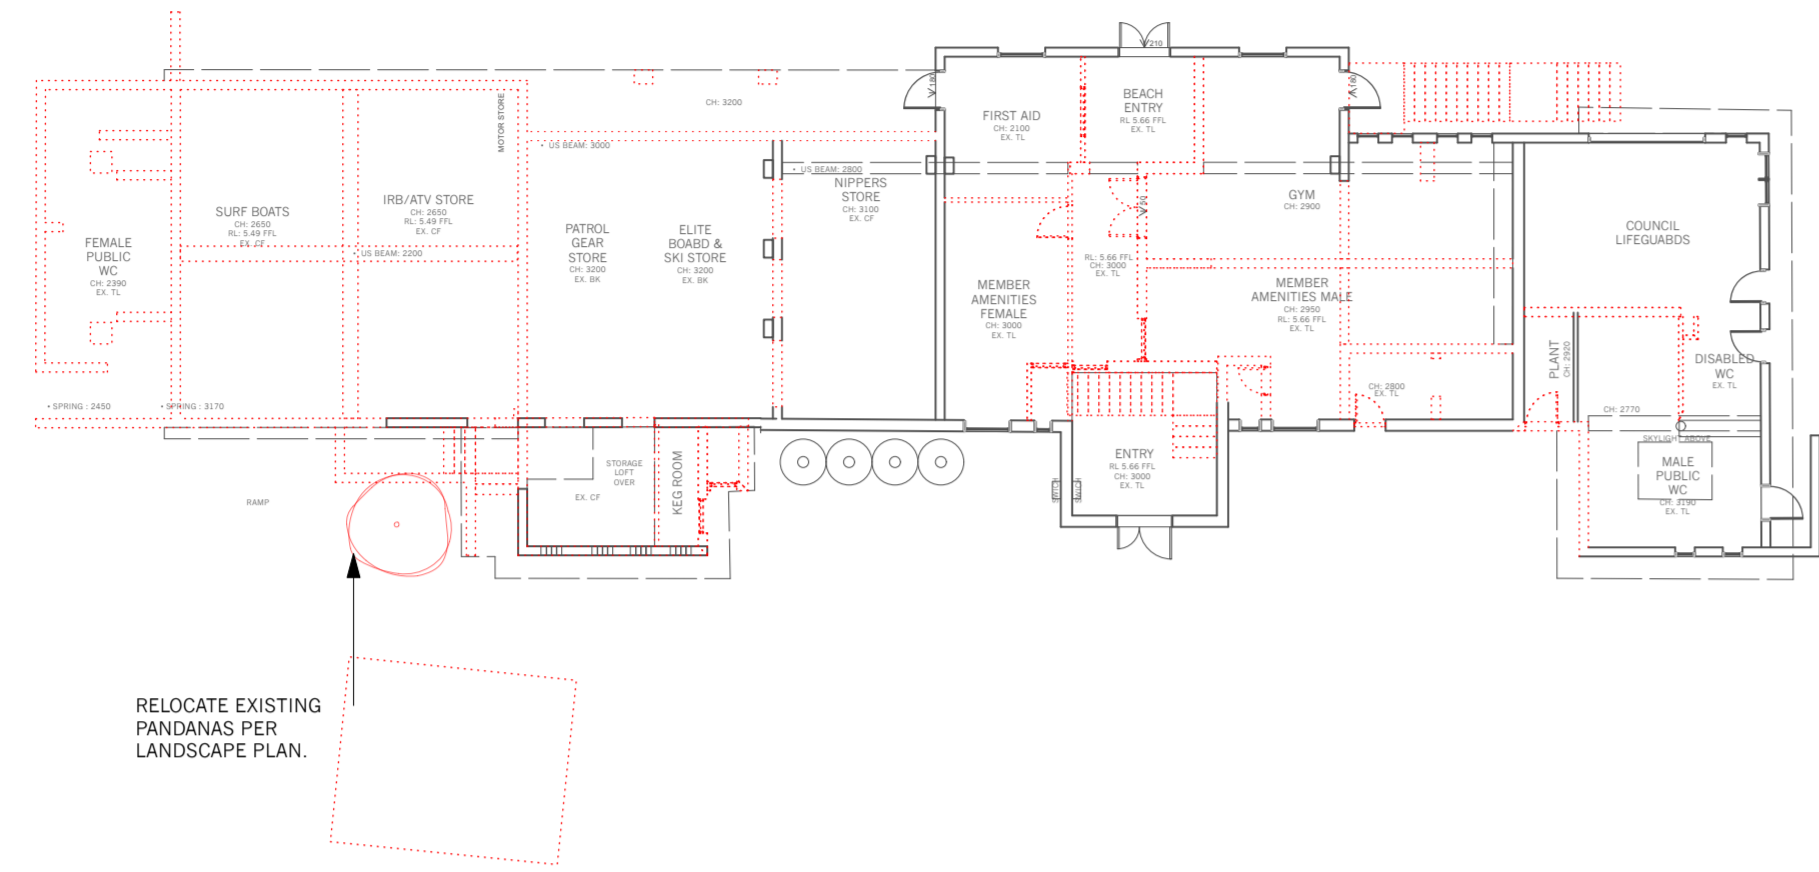 210
180
180
CH: 3200
MOTOR STORE
FIRST AID
CH: 2100
EX. TL
BEACH
ENTRY
RL 5.66 FFL
EX. TL
• US BEAM: 3000
• US BEAM: 2800
NIPPERS
STORE
CH: 3100
EX. CF
SURF BOATS
CH: 2650
RL: 5.49 FFL
EX. CF
IRB/ATV STORE
CH: 2650
RL: 5.49 FFL
EX. CF
• US BEAM: 2200
PATROL
GEAR
STORE
CH: 3200
EX. BK
ELITE
BOABD &
SKI STORE
CH: 3200
EX. BK
GYM
CH: 2900
COUNCIL
LIFEGUABDS
FEMALE
PUBLIC
WC
CH: 2390
EX. TL
RL: 5.66 FFL
CH: 3000
EX. TL
MEMBER
AMENITIES
FEMALE
CH: 3000
EX. TL
MEMBER
AMENITIES MALE
CH: 2950
RL: 5.66 FFL
EX. TL
PLANT
CH: 2920
DISABLED
WC
EX. TL
CH: 2800
EX. TL
CH: 2770
• SPRING : 2450
• SPRING : 3170
SKYLIGHT ABOVE
MALE
PUBLIC
WC
CH: 3190
EX. TL
STORAGE
LOFT
OVER
EX. CF
KEG ROOM
ENTRY
RL 5.66 FFL
CH: 3000
EX. TL
RAMP
RELOCATE EXISTING
PANDANAS PER
LANDSCAPE PLAN.